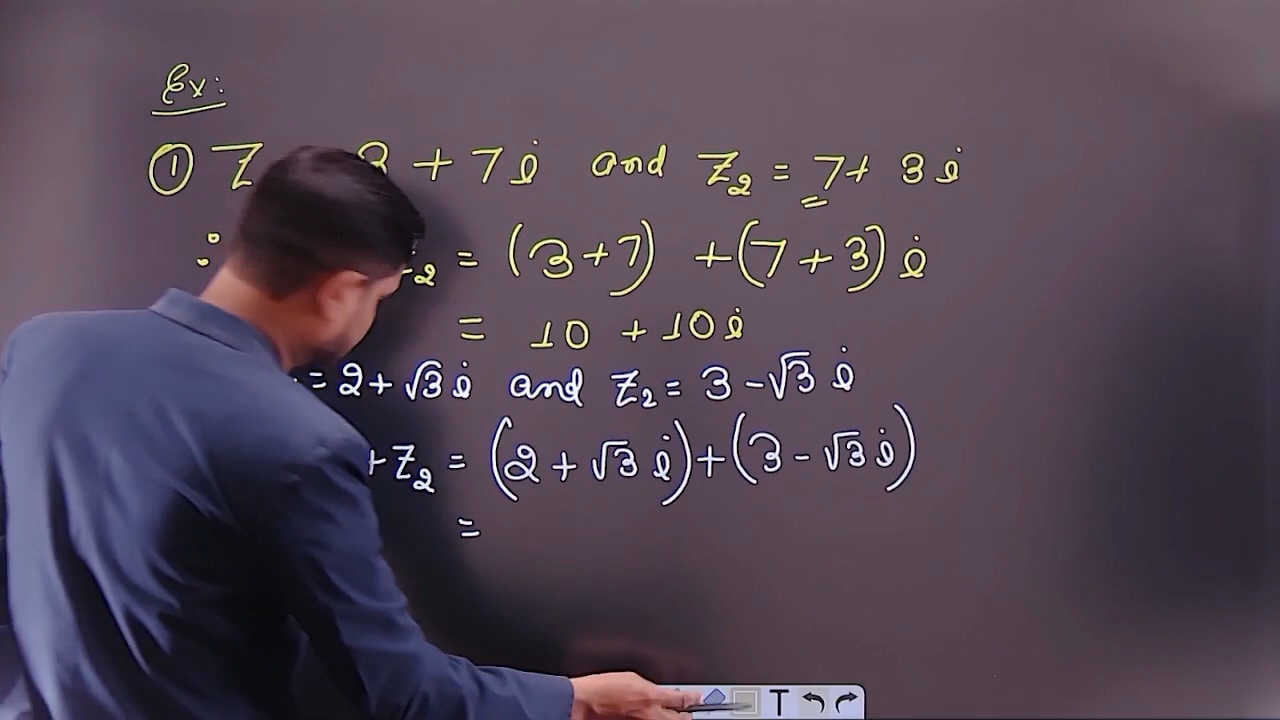 Ex:
① Z 3 + 7i and Z₂ = 7 + 3i
∴ Z₂ = (3+7) + (7+3)i
= 10 + 10i
= 2 + √3 i and Z₂ = 3 - √3 i
+ Z₂ = (2 + √3 i) + (3 - √3 i)
=
T